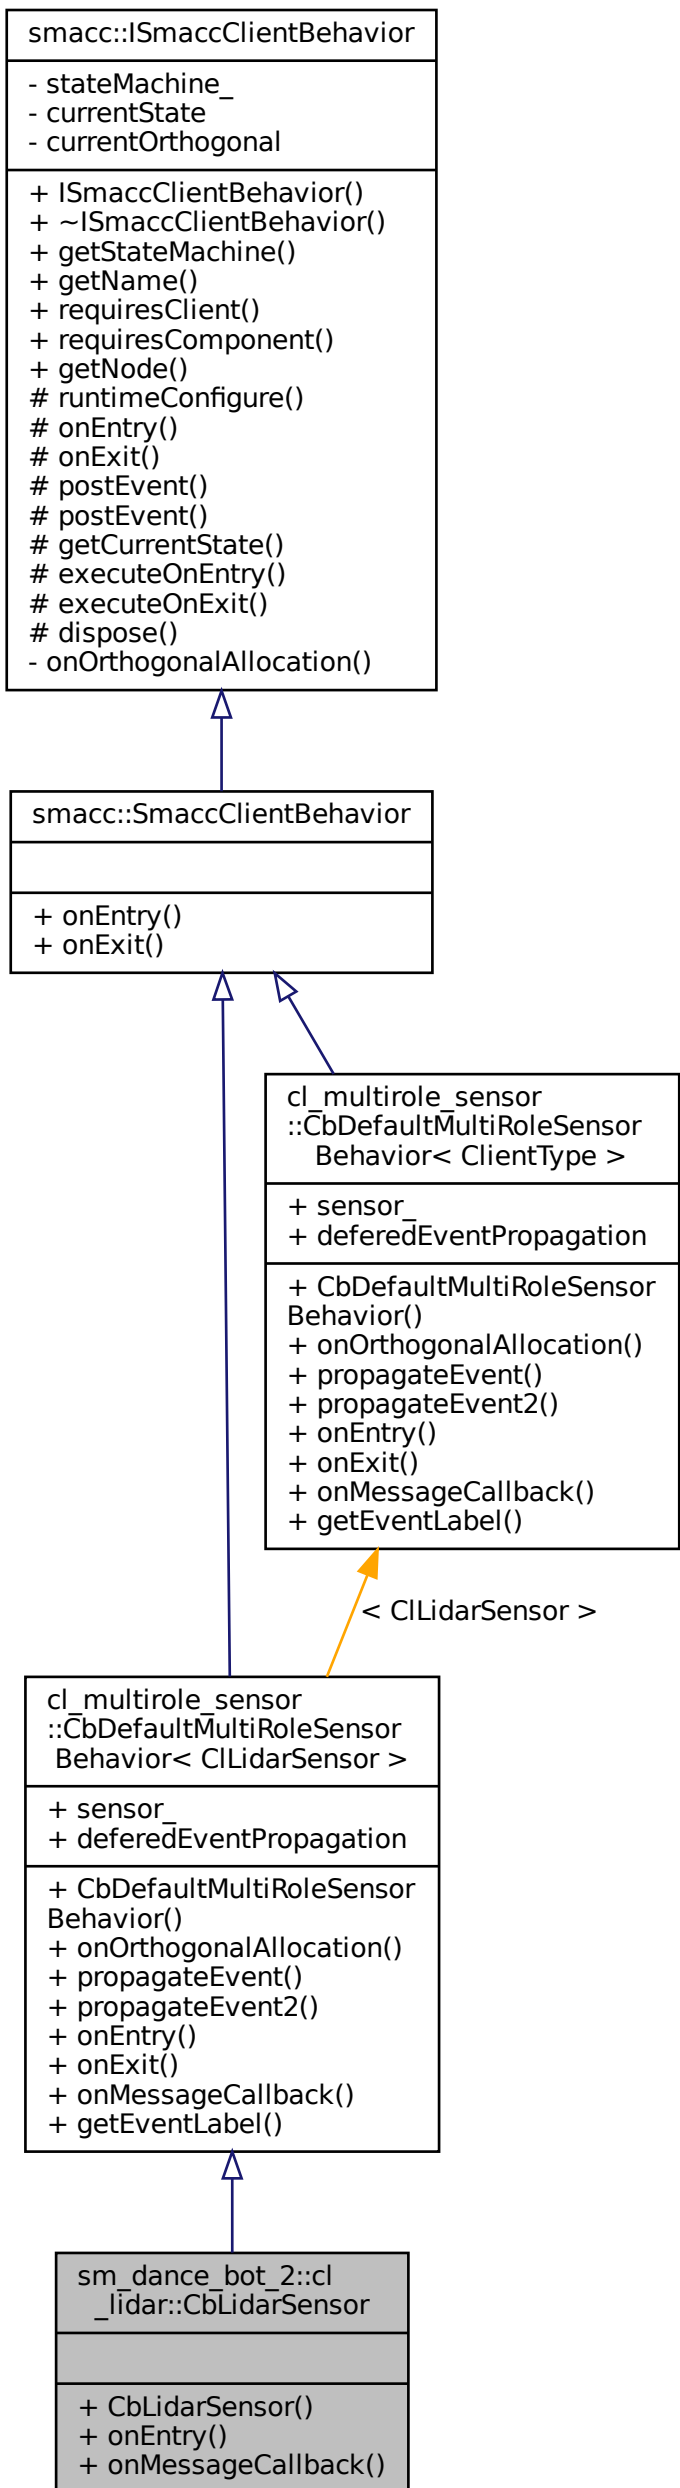 smacc::ISmaccClientBehavior
- stateMachine_
- currentState
- currentOrthogonal
+ ISmaccClientBehavior()
+ ~ISmaccClientBehavior()
+ getStateMachine()
+ getName()
+ requiresClient()
+ requiresComponent()
+ getNode()
# runtimeConfigure()
# onEntry()
# onExit()
# postEvent()
# postEvent()
# getCurrentState()
# executeOnEntry()
# executeOnExit()
# dispose()
- onOrthogonalAllocation()
smacc::SmaccClientBehavior
+ onEntry()
+ onExit()
cl_multirole_sensor
::CbDefaultMultiRoleSensor
Behavior< ClientType >
+ sensor_
+ deferedEventPropagation
+ CbDefaultMultiRoleSensor
Behavior()
+ onOrthogonalAllocation()
+ propagateEvent()
+ propagateEvent2()
+ onEntry()
+ onExit()
+ onMessageCallback()
+ getEventLabel()
< ClLidarSensor >
cl_multirole_sensor
::CbDefaultMultiRoleSensor
Behavior< ClLidarSensor >
+ sensor_
+ deferedEventPropagation
+ CbDefaultMultiRoleSensor
Behavior()
+ onOrthogonalAllocation()
+ propagateEvent()
+ propagateEvent2()
+ onEntry()
+ onExit()
+ onMessageCallback()
+ getEventLabel()
sm_dance_bot_2::cl
_lidar::CbLidarSensor
+ CbLidarSensor()
+ onEntry()
+ onMessageCallback()